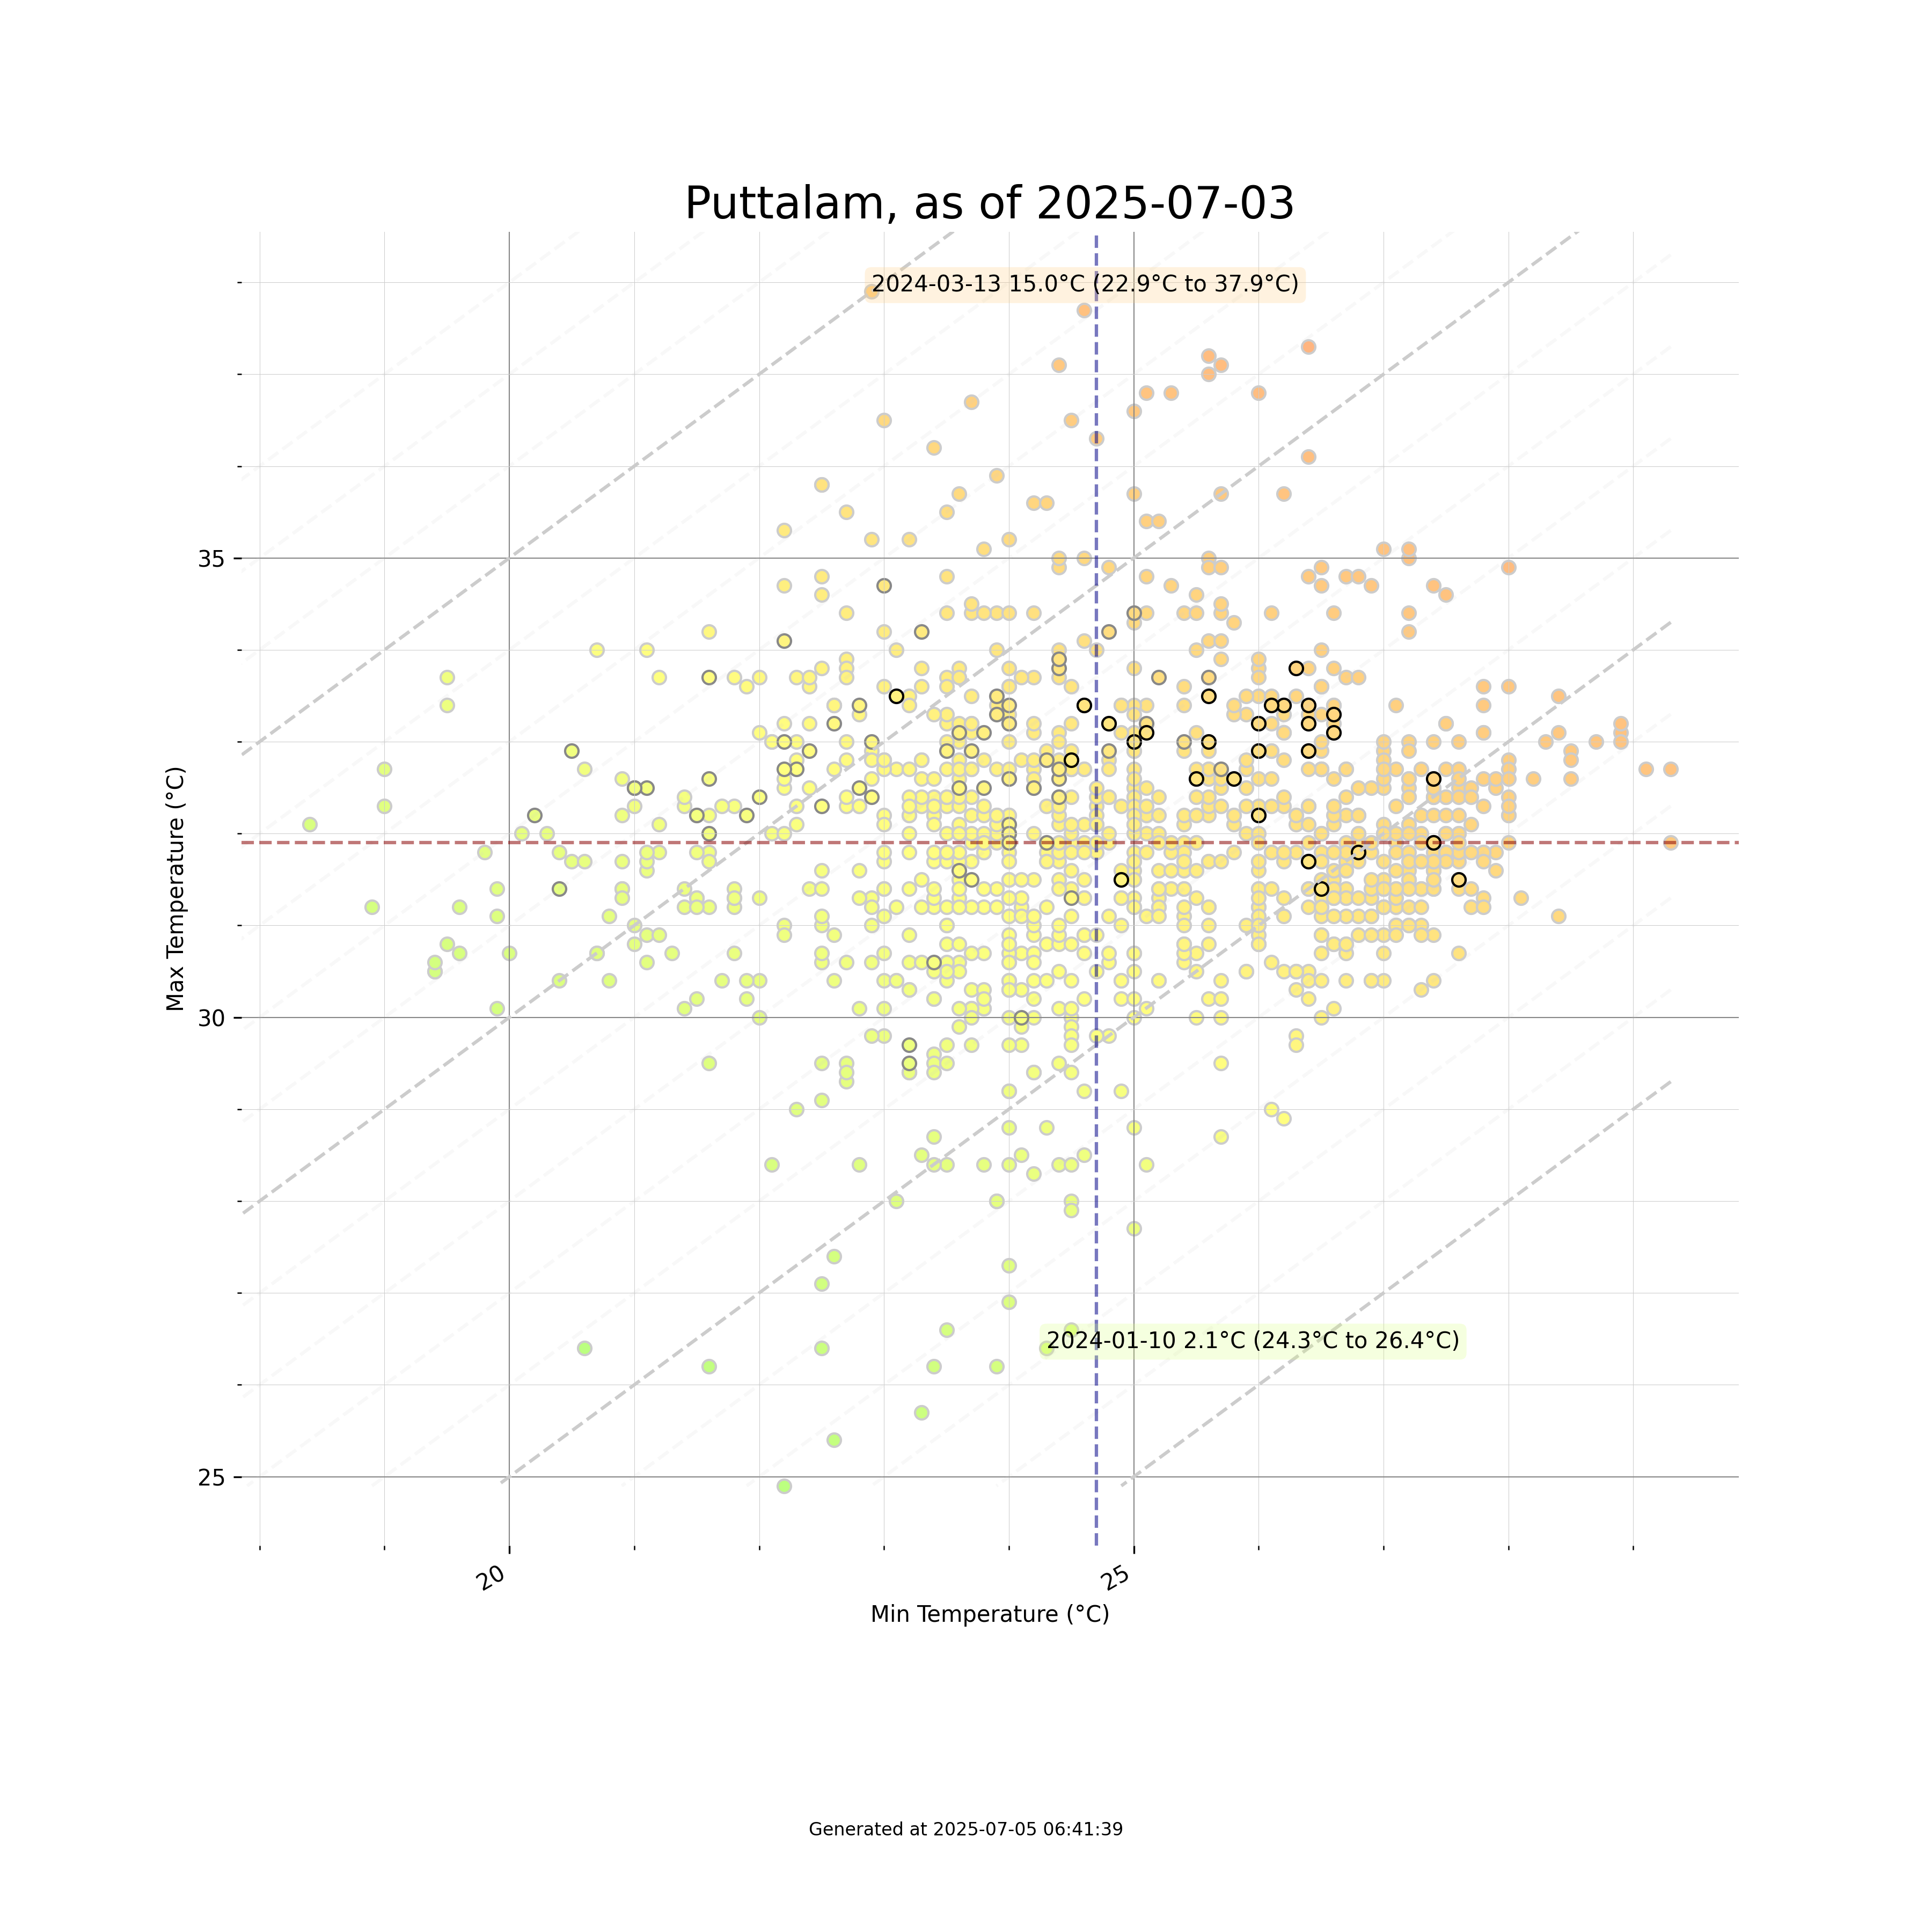 Puttalam, as of 2025-07-03
2024-03-13 15.0°C (22.9°C to 37.9°C)
35
Max Temperature (°C)
30
2024-01-10 2.1°C (24.3°C to 26.4°C)
25
20
25
Min Temperature (°C)
Generated at 2025-07-05 06:41:39